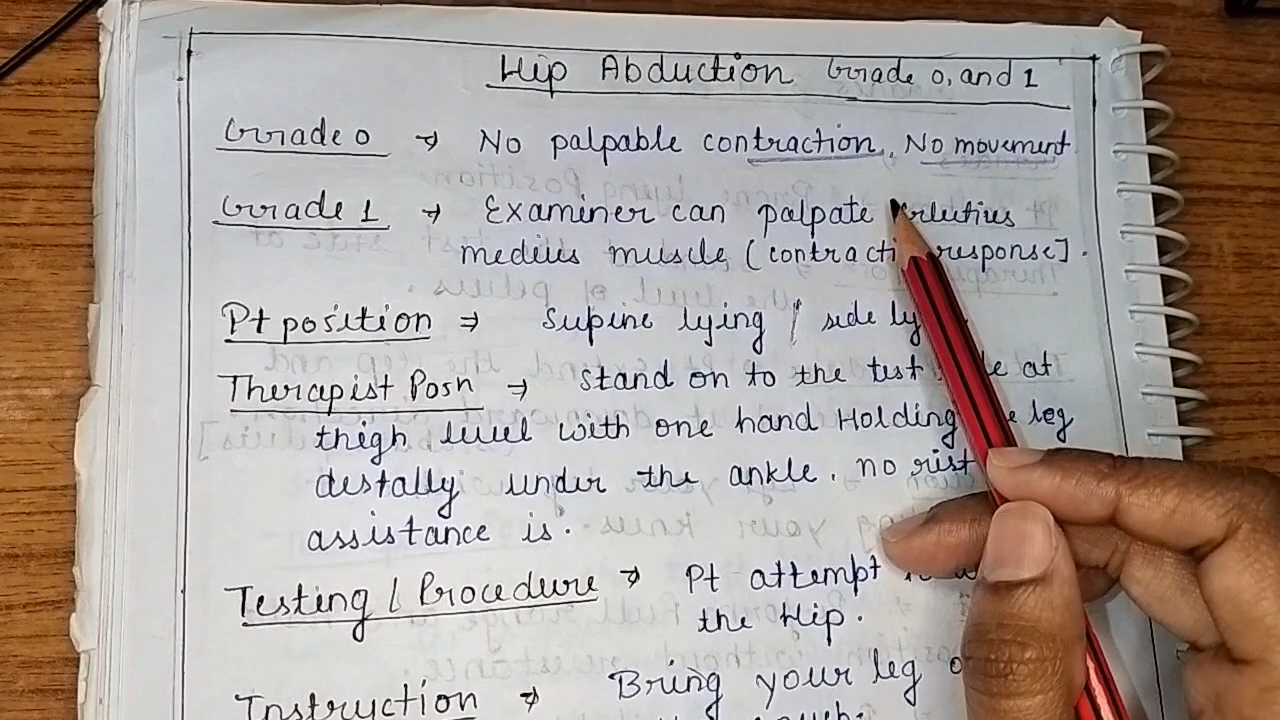 Hip Abduction Grade 0, and 1
Grade 0 → No palpable contraction, No movement
Grade 1 → Examiner can palpate Glutius
medius muscle (contracti response].
Pt position ⇒ Supine lying / side ly
Therapist Posn → Stand on to the test at
thigh level with one hand Holding leg
distally under the ankle. no
assistance is.
Testing / Procedure → Pt attempt
the Hip.
Instruction → Bring your leg